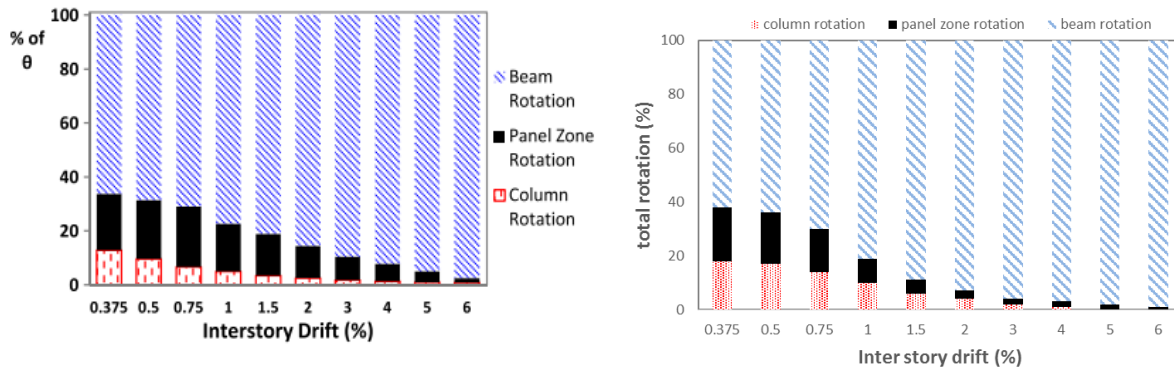 100
% of
θ
80
60
40
20
0
Beam
Rotation
Panel Zone
Rotation
Column
Rotation
0.375 0.5 0.75 1 1.5 2 3 4 5 6
Interstory Drift (%)
column rotation panel zone rotation beam rotation
total rotation (%)
100
80
60
40
20
0
0.375 0.5 0.75 1 1.5 2 3 4 5 6
Inter story drift (%)